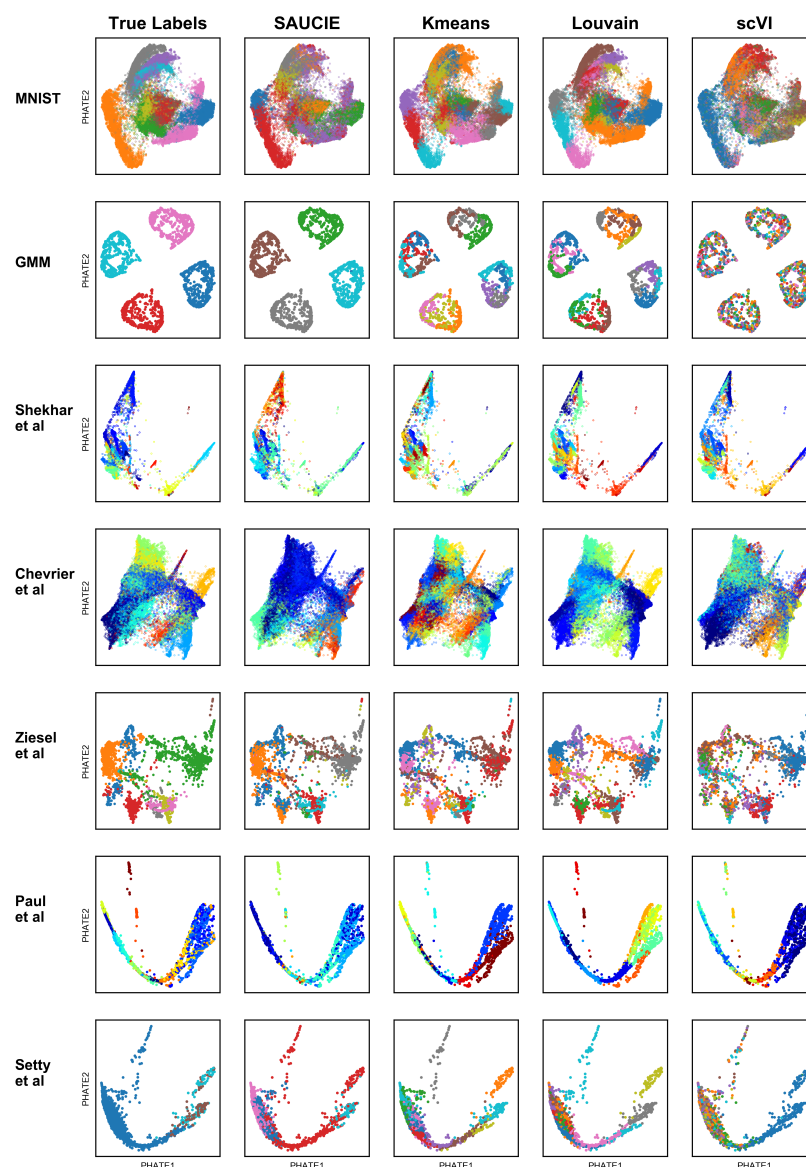 True Labels SAUCIE Kmeans Louvain scVI
MNIST
PHATE2
GMM
PHATE2
Shekhar
et al
PHATE2
Chevrier
et al
PHATE2
Ziesel
et al
PHATE2
Paul
et al
PHATE2
Setty
et al
PHATE2
PHATE1 PHATE1 PHATE1 PHATE1 PHATE1